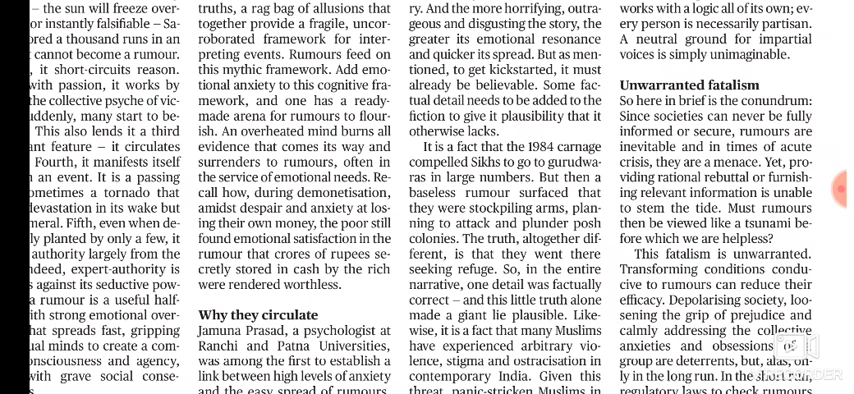 – the sun will freeze over-
or instantly falsifiable – Sa-
ored a thousand runs in an
cannot become a rumour.
, it short-circuits reason.
with passion, it works by
the collective psyche of vic-
uddenly, many start to be-
This also lends it a third
ant feature – it circulates
Fourth, it manifests itself
an event. It is a passing
ometimes a tornado that
devastation in its wake but
meral. Fifth, even when de-
ly planted by only a few, it
authority largely from the
ndeed, expert-authority is
s against its seductive pow-
a rumour is a useful half-
ith strong emotional over-
hat spreads fast, gripping
ual minds to create a com-
onsciousness and agency,
with grave social conse-
truths, a rag bag of allusions that
together provide a fragile, uncor-
roborated framework for inter-
preting events. Rumours feed on
this mythic framework. Add emo-
tional anxiety to this cognitive fra-
mework, and one has a ready-
made arena for rumours to flour-
ish. An overheated mind burns all
evidence that comes its way and
surrenders to rumours, often in
the service of emotional needs. Re-
call how, during demonetisation,
amidst despair and anxiety at los-
ing their own money, the poor still
found emotional satisfaction in the
rumour that crores of rupees se-
cretly stored in cash by the rich
were rendered worthless.
Why they circulate
Jamuna Prasad, a psychologist at
Ranchi and Patna Universities,
was among the first to establish a
link between high levels of anxiety
and the easy spread of rumours.
ry. And the more horrifying, outra-
geous and disgusting the story, the
greater its emotional resonance
and quicker its spread. But as men-
tioned, to get kickstarted, it must
already be believable. Some fac-
tual detail needs to be added to the
fiction to give it plausibility that it
otherwise lacks.
It is a fact that the 1984 carnage
compelled Sikhs to go to gurudwa-
ras in large numbers. But then a
baseless rumour surfaced that
they were stockpiling arms, plan-
ning to attack and plunder posh
colonies. The truth, altogether dif-
ferent, is that they went there
seeking refuge. So, in the entire
narrative, one detail was factually
correct – and this little truth alone
made a giant lie plausible. Like-
wise, it is a fact that many Muslims
have experienced arbitrary vio-
lence, stigma and ostracisation in
contemporary India. Given this
threat, panic-stricken Muslims in
works with a logic all of its own; ev-
ery person is necessarily partisan.
A neutral ground for impartial
voices is simply unimaginable.
Unwarranted fatalism
So here in brief is the conundrum:
Since societies can never be fully
informed or secure, rumours are
inevitable and in times of acute
crisis, they are a menace. Yet, pro-
viding rational rebuttal or furnish-
ing relevant information is unable
to stem the tide. Must rumours
then be viewed like a tsunami be-
fore which we are helpless?
This fatalism is unwarranted.
Transforming conditions condu-
cive to rumours can reduce their
efficacy. Depolarising society, loo-
sening the grip of prejudice and
calmly addressing the collective
anxieties and obsessions of a
group are deterrents, but, alas, on-
ly in the long run. In the short run,
regulatory laws to check rumours